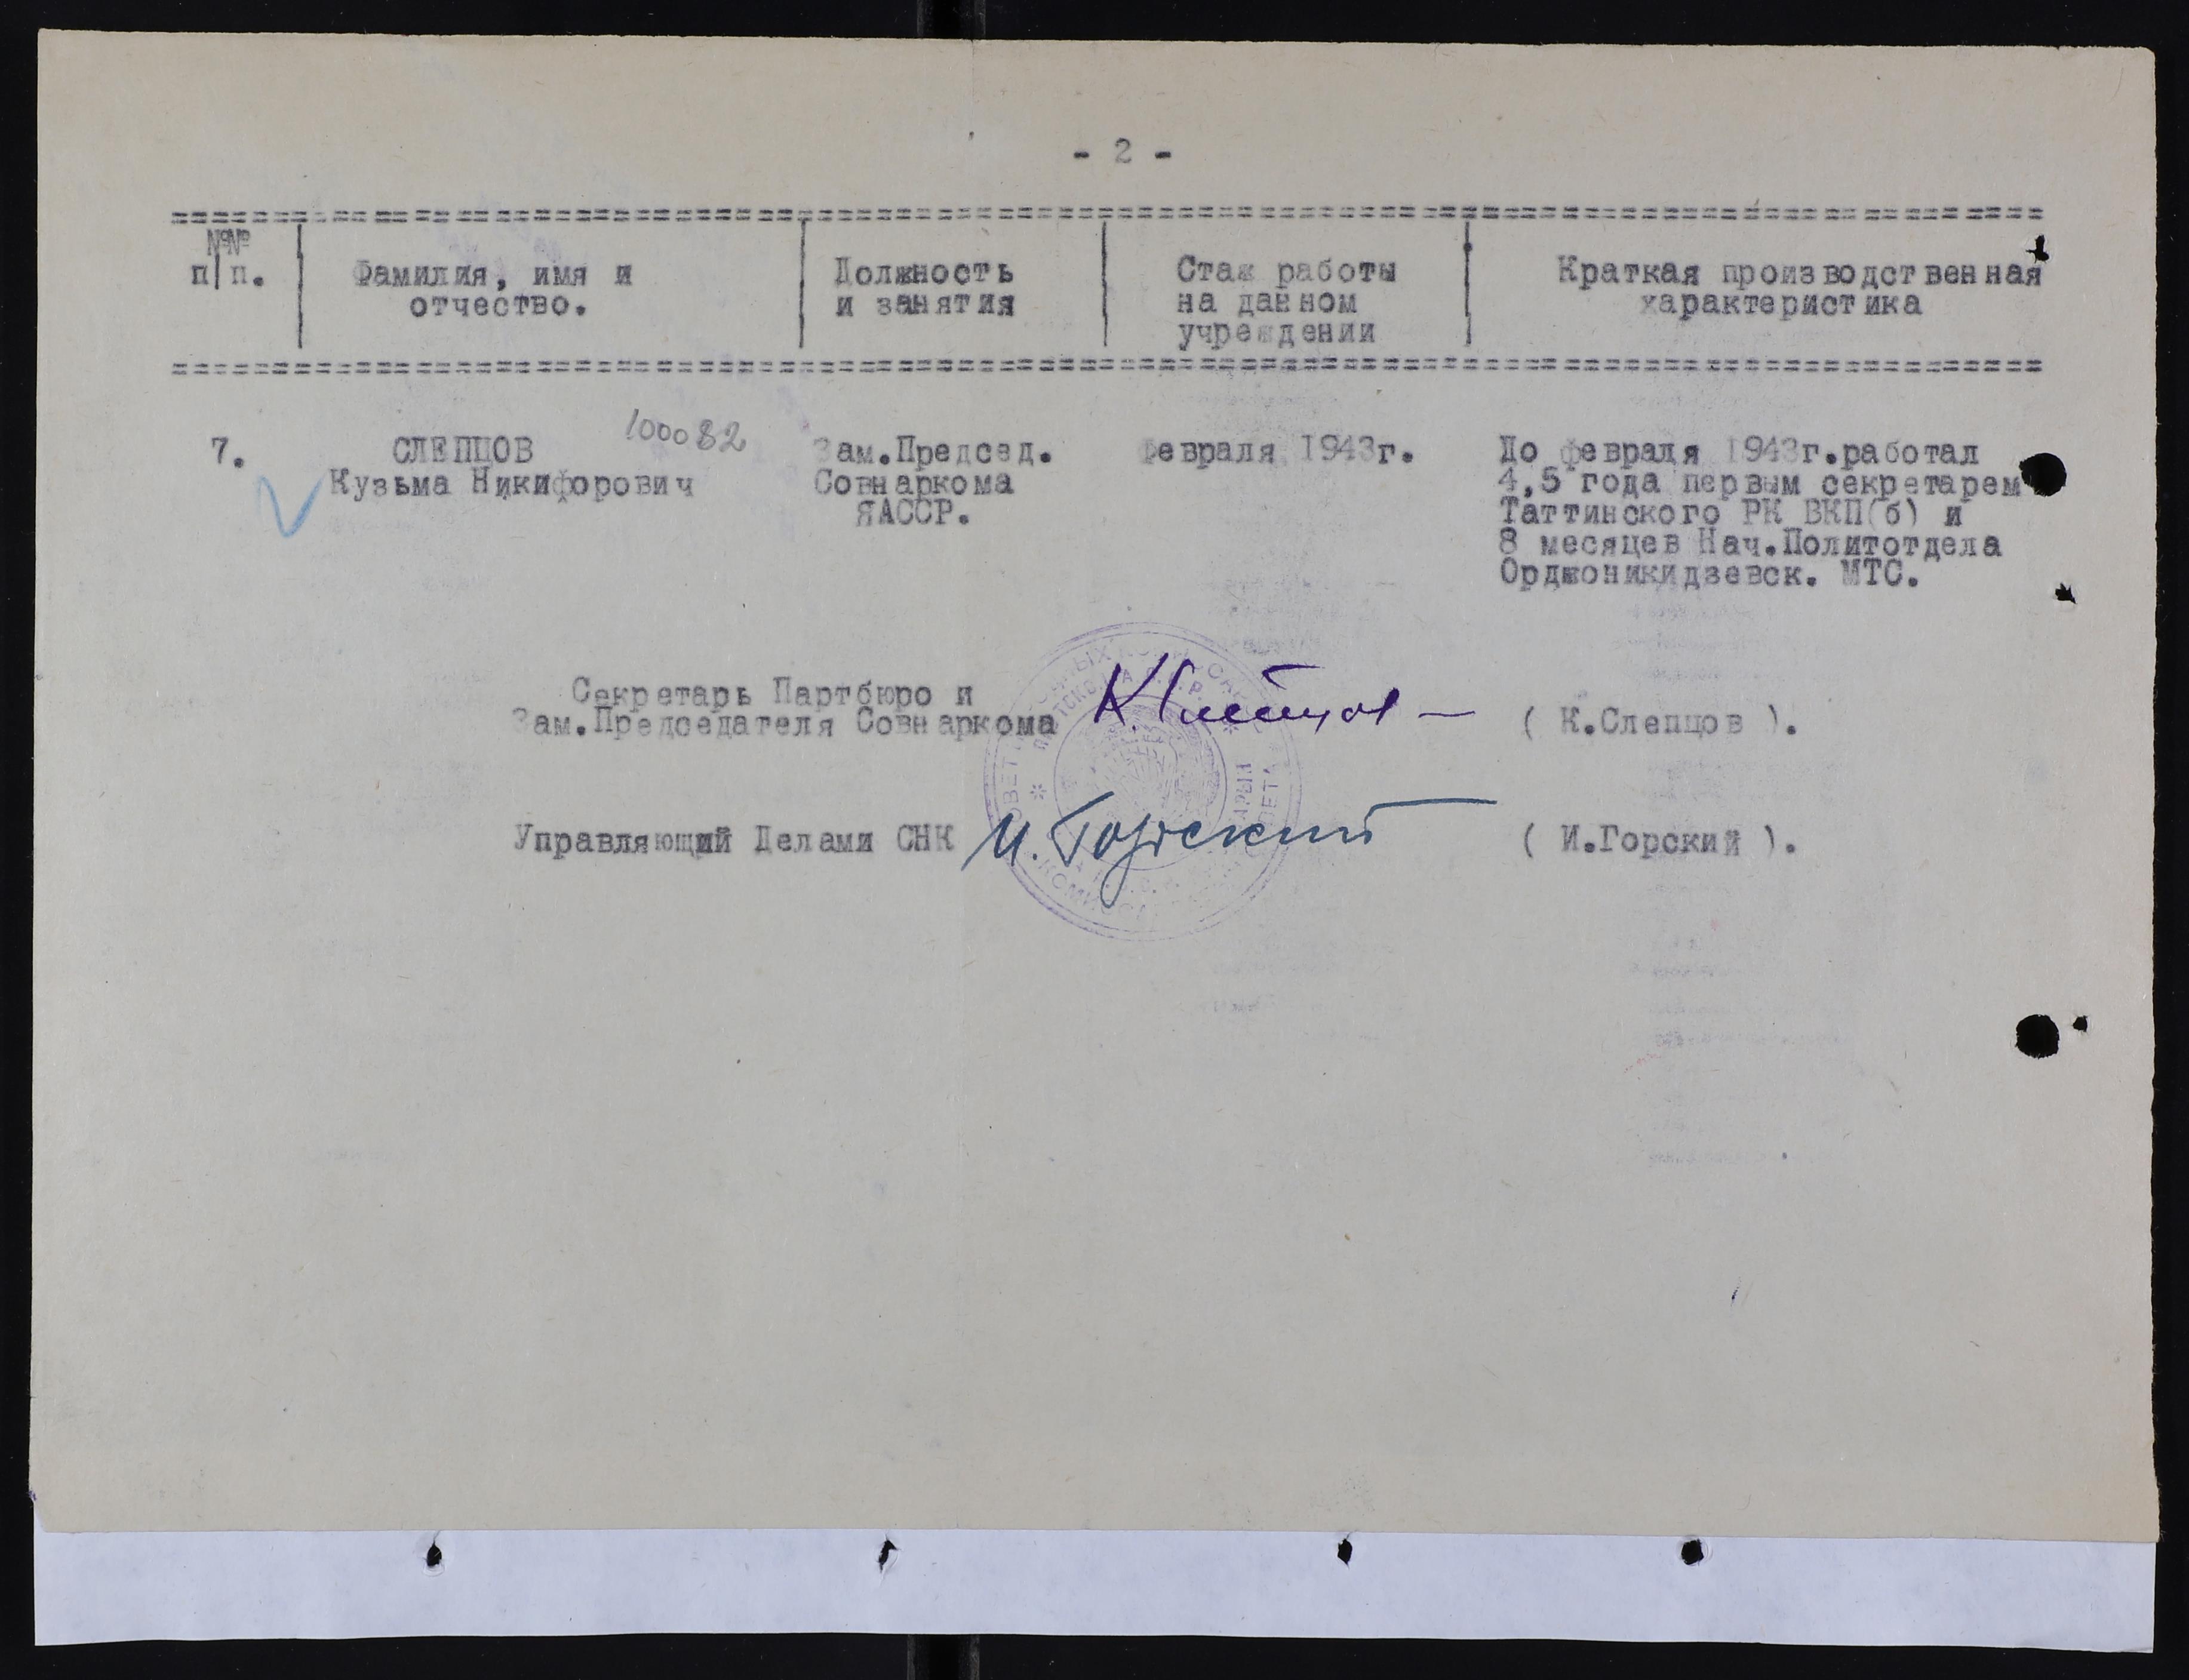 - 2 -
№№ п/п.
Фамилия, имя и отчество.
Должность и занятия
Стаж работы на данном учреждении
Краткая производственная характеристика
7.
СЛЕПЦОВ 100082
Кузьма Никифорович
Зам.Председ.
Совнаркома
ЯАССР.
Февраля 1943г.
До февраля 1943г.работал
4,5 года первым секретарем
Таттинского РК ВКП(б) и
8 месяцев Нач.Политотдела
Орджоникидзевск. МТС.
Секретарь Партбюро и
Зам.Председателя Совнаркома К.Слепцов ( К.Слепцов ).
Управляющий Делами СНК И.Горский ( И.Горский ).